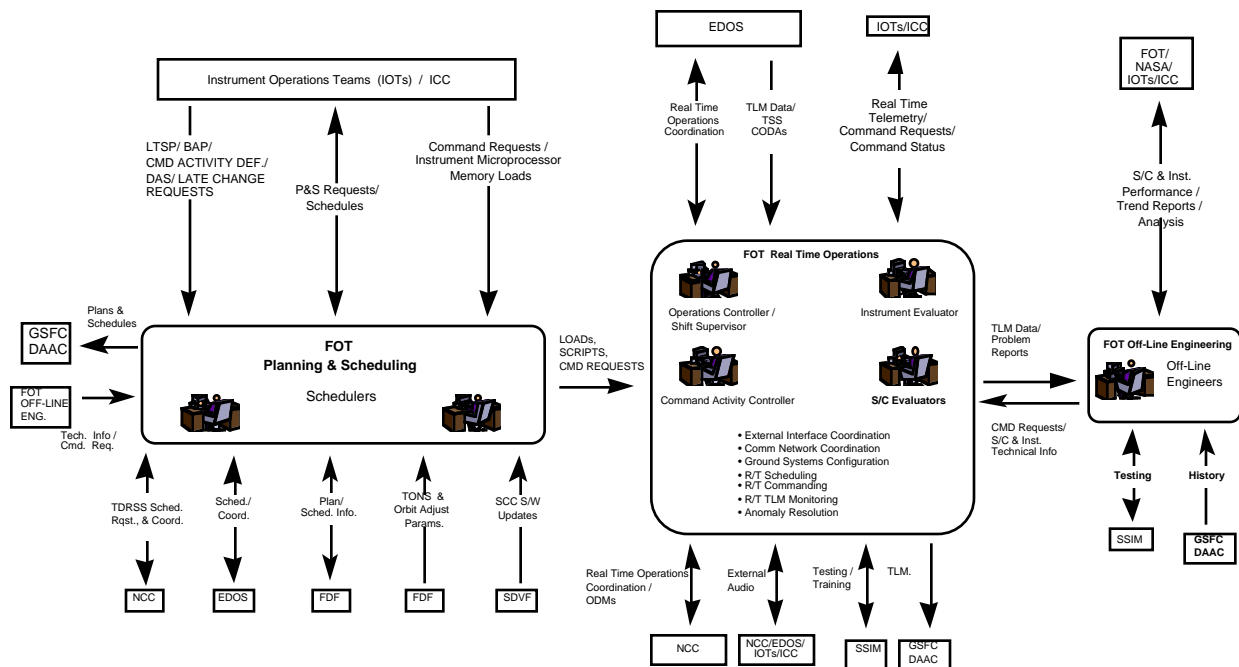 EDOS
IOTs/ICC
FOT/
NASA/
IOTs/ICC
Instrument Operations Teams (IOTs) / ICC
LTSP/ BAP/
CMD ACTIVITY DEF./
DAS/ LATE CHANGE
REQUESTS
P&S Requests/
Schedules
Command Requests /
Instrument Microprocessor
Memory Loads
Real Time
Operations
Coordination
TLM Data/
TSS
CODAs
Real Time
Telemetry/
Command Requests/
Command Status
S/C & Inst.
Performance /
Trend Reports /
Analysis
Plans &
Schedules
GSFC
DAAC
FOT
OFF-LINE
ENG.
Tech. Info /
Cmd. Req.
FOT
Planning & Scheduling
Schedulers
LOADs,
SCRIPTS,
CMD REQUESTS
FOT Real Time Operations
Operations Controller /
Shift Supervisor
Instrument Evaluator
Command Activity Controller
S/C Evaluators
• External Interface Coordination
• Comm Network Coordination
• Ground Systems Configuration
• R/T Scheduling
• R/T Commanding
• R/T TLM Monitoring
• Anomaly Resolution
TLM Data/
Problem
Reports
CMD Requests/
S/C & Inst.
Technical Info
FOT Off-Line Engineering
Off-Line
Engineers
Testing
History
SSIM
GSFC
DAAC
TDRSS Sched.
Rqst., & Coord.
Sched./
Coord.
Plan/
Sched. Info.
TONS &
Orbit Adjust
Params.
SCC S/W
Updates
NCC
EDOS
FDF
FDF
SDVF
Real Time Operations
Coordination /
ODMs
External
Audio
Testing /
Training
TLM.
NCC
NCC/EDOS/
IOTs/ICC
SSIM
GSFC
DAAC